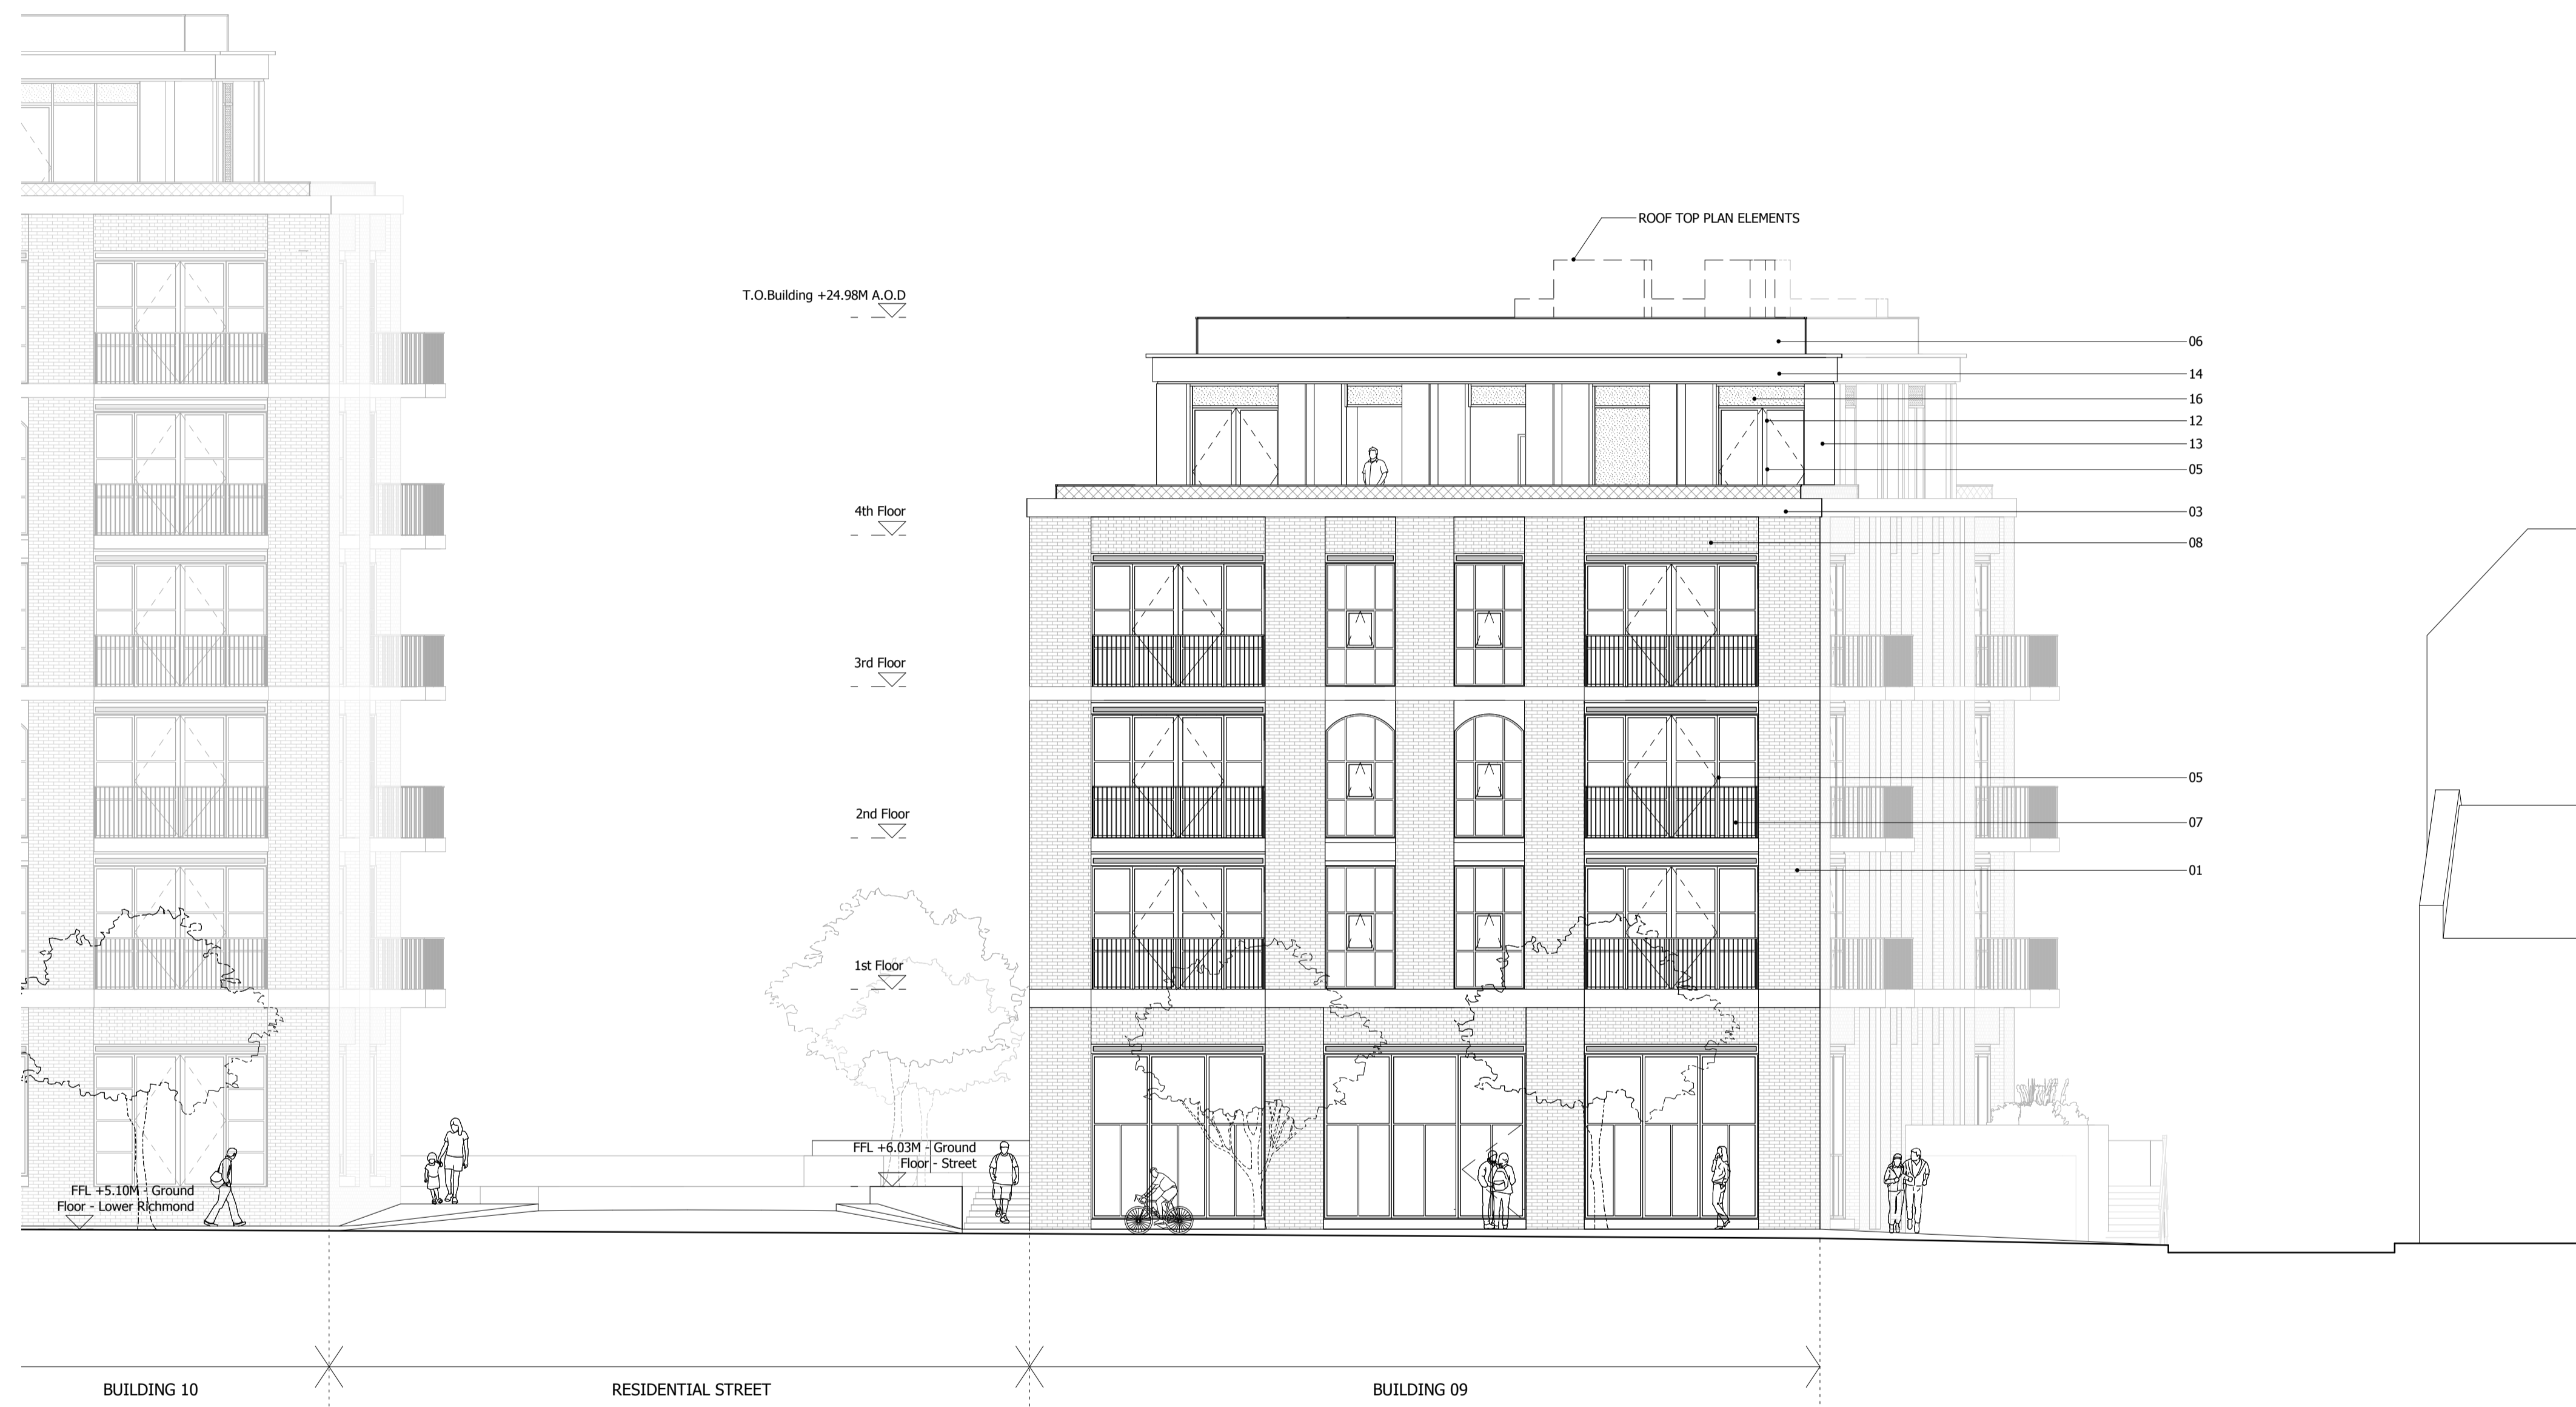 ROOF TOP PLAN ELEMENTS
T.O.Building +24.98M A.O.D
06
14
16
12
13
05
4th Floor
03
08
3rd Floor
05
2nd Floor
07
01
1st Floor
FFL +6.03M - Ground
Floor - Street
FFL +5.10M - Ground
Floor - Lower Richmond
BUILDING 10
RESIDENTIAL STREET
BUILDING 09